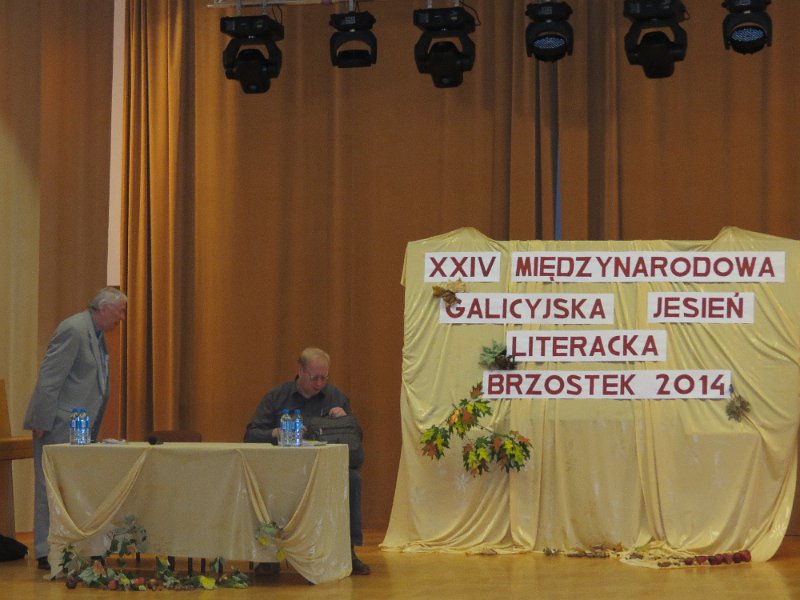 XXIV MIĘDZYNARODOWA
GALICYJSKA JESIEŃ
LITERACKA
BRZOSTEK 2014